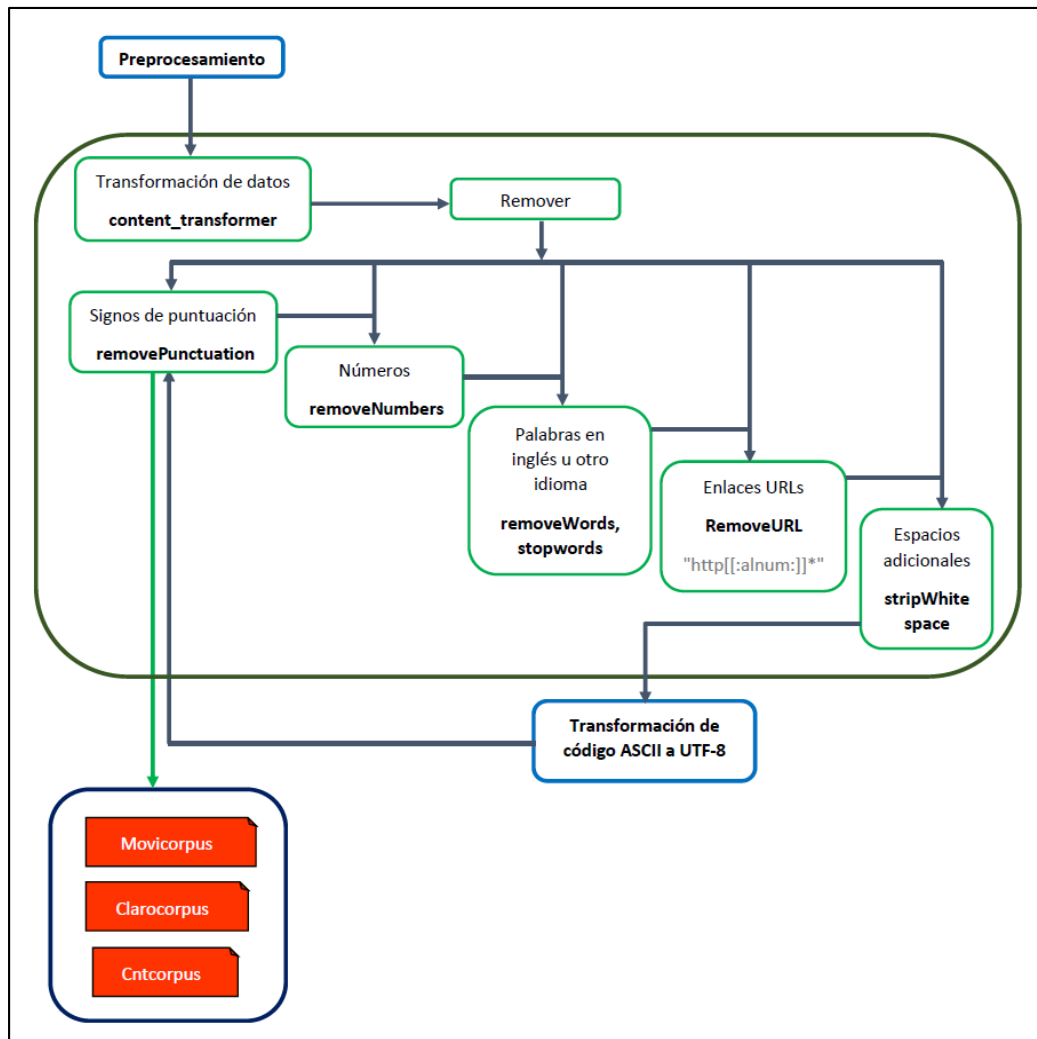 Preprocesamiento
Transformación de datos
content_transformer
Remover
Signos de puntuación
removePunctuation
Números
removeNumbers
Palabras en
inglés u otro
idioma
removeWords,
stopwords
Enlaces URLs
RemoveURL
"http[[:alnum:]]*"
Espacios
adicionales
stripWhite
space
Transformación de
código ASCII a UTF-8
Movicorpus
Clarocorpus
Cntcorpus